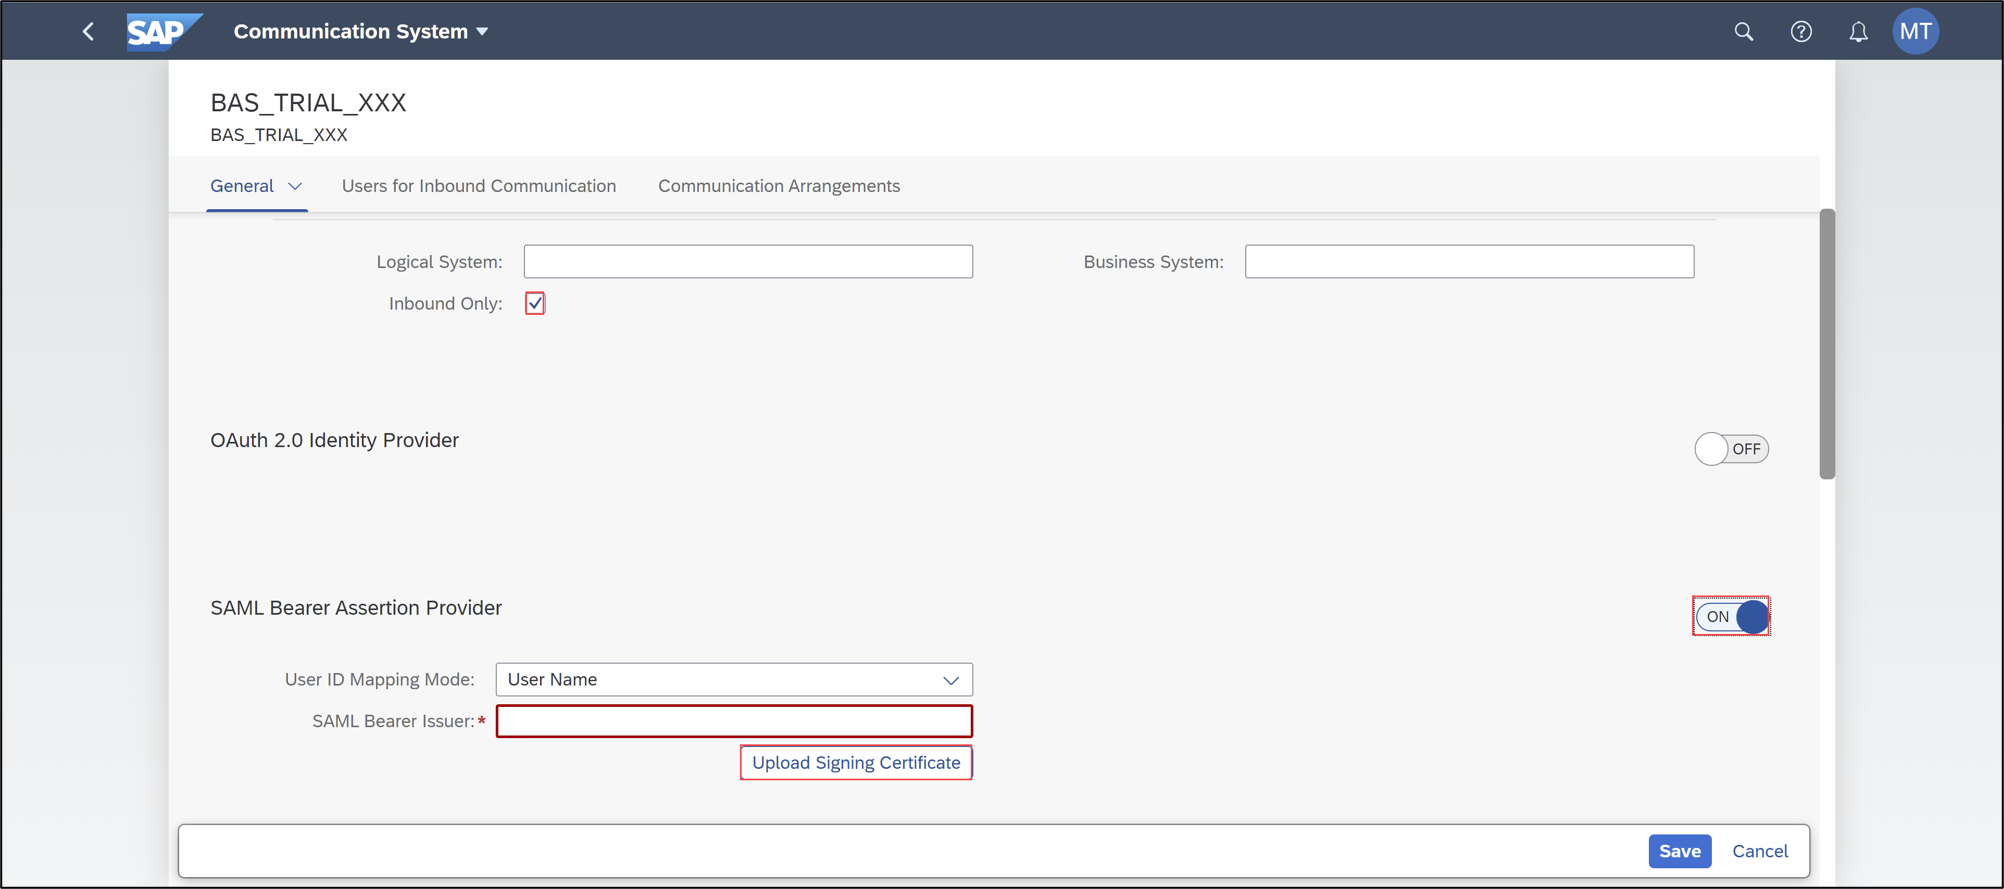 SAP Communication System
MT
BAS_TRIAL_XXX
BAS_TRIAL_XXX
General Users for Inbound Communication Communication Arrangements
Logical System: Business System:
Inbound Only:
OAuth 2.0 Identity Provider
OFF
SAML Bearer Assertion Provider
ON
User ID Mapping Mode: User Name
SAML Bearer Issuer:*
Upload Signing Certificate
Save Cancel